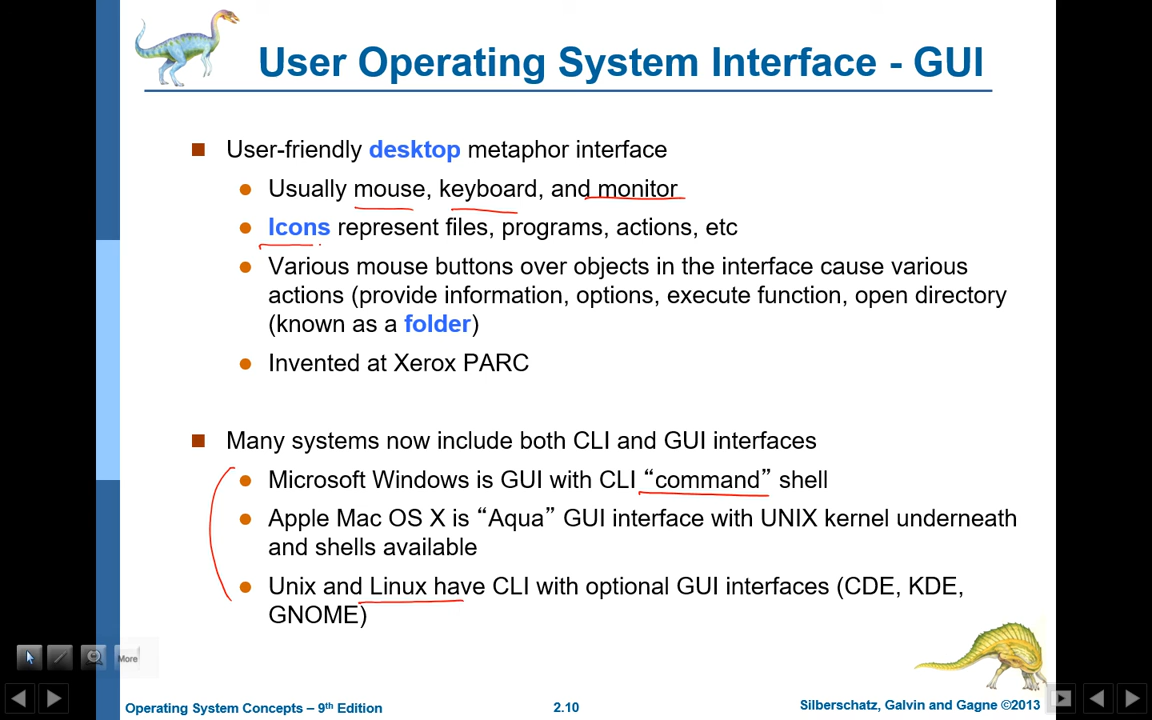 User Operating System Interface - GUI
User-friendly desktop metaphor interface
Usually mouse, keyboard, and monitor
Icons represent files, programs, actions, etc
Various mouse buttons over objects in the interface cause various
actions (provide information, options, execute function, open directory
(known as a folder)
Invented at Xerox PARC
Many systems now include both CLI and GUI interfaces
Microsoft Windows is GUI with CLI “command” shell
Apple Mac OS X is “Aqua” GUI interface with UNIX kernel underneath
and shells available
Unix and Linux have CLI with optional GUI interfaces (CDE, KDE,
GNOME)
More
Operating System Concepts – 9th Edition
2.10
Silberschatz, Galvin and Gagne ©2013